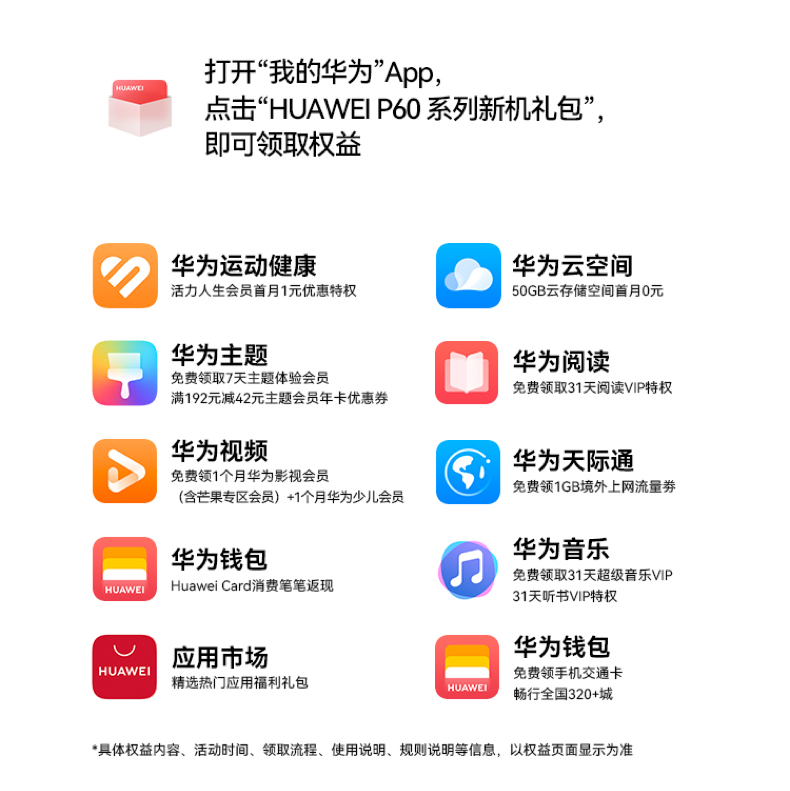 HUAWEI
打开“我的华为”App，
点击“HUAWEI P60 系列新机礼包”，
即可领取权益
华为运动健康
活力人生会员首月1元优惠特权
华为云空间
50GB云存储空间首月0元
华为主题
免费领取7天主题体验会员
满192元减42元主题会员年卡优惠券
华为阅读
免费领取31天阅读VIP特权
华为视频
免费领1个月华为影视会员
（含芒果专区会员）+1个月华为少儿会员
华为天际通
免费领1GB境外上网流量劵
HUAWEI
华为钱包
Huawei Card消费笔笔返现
华为音乐
免费领取31天超级音乐VIP
31天听书VIP特权
HUAWEI
应用市场
精选热门应用福利礼包
HUAWEI
华为钱包
免费领手机交通卡
畅行全国320+城
*具体权益内容、活动时间、领取流程、使用说明、规则说明等信息，以权益页面显示为准